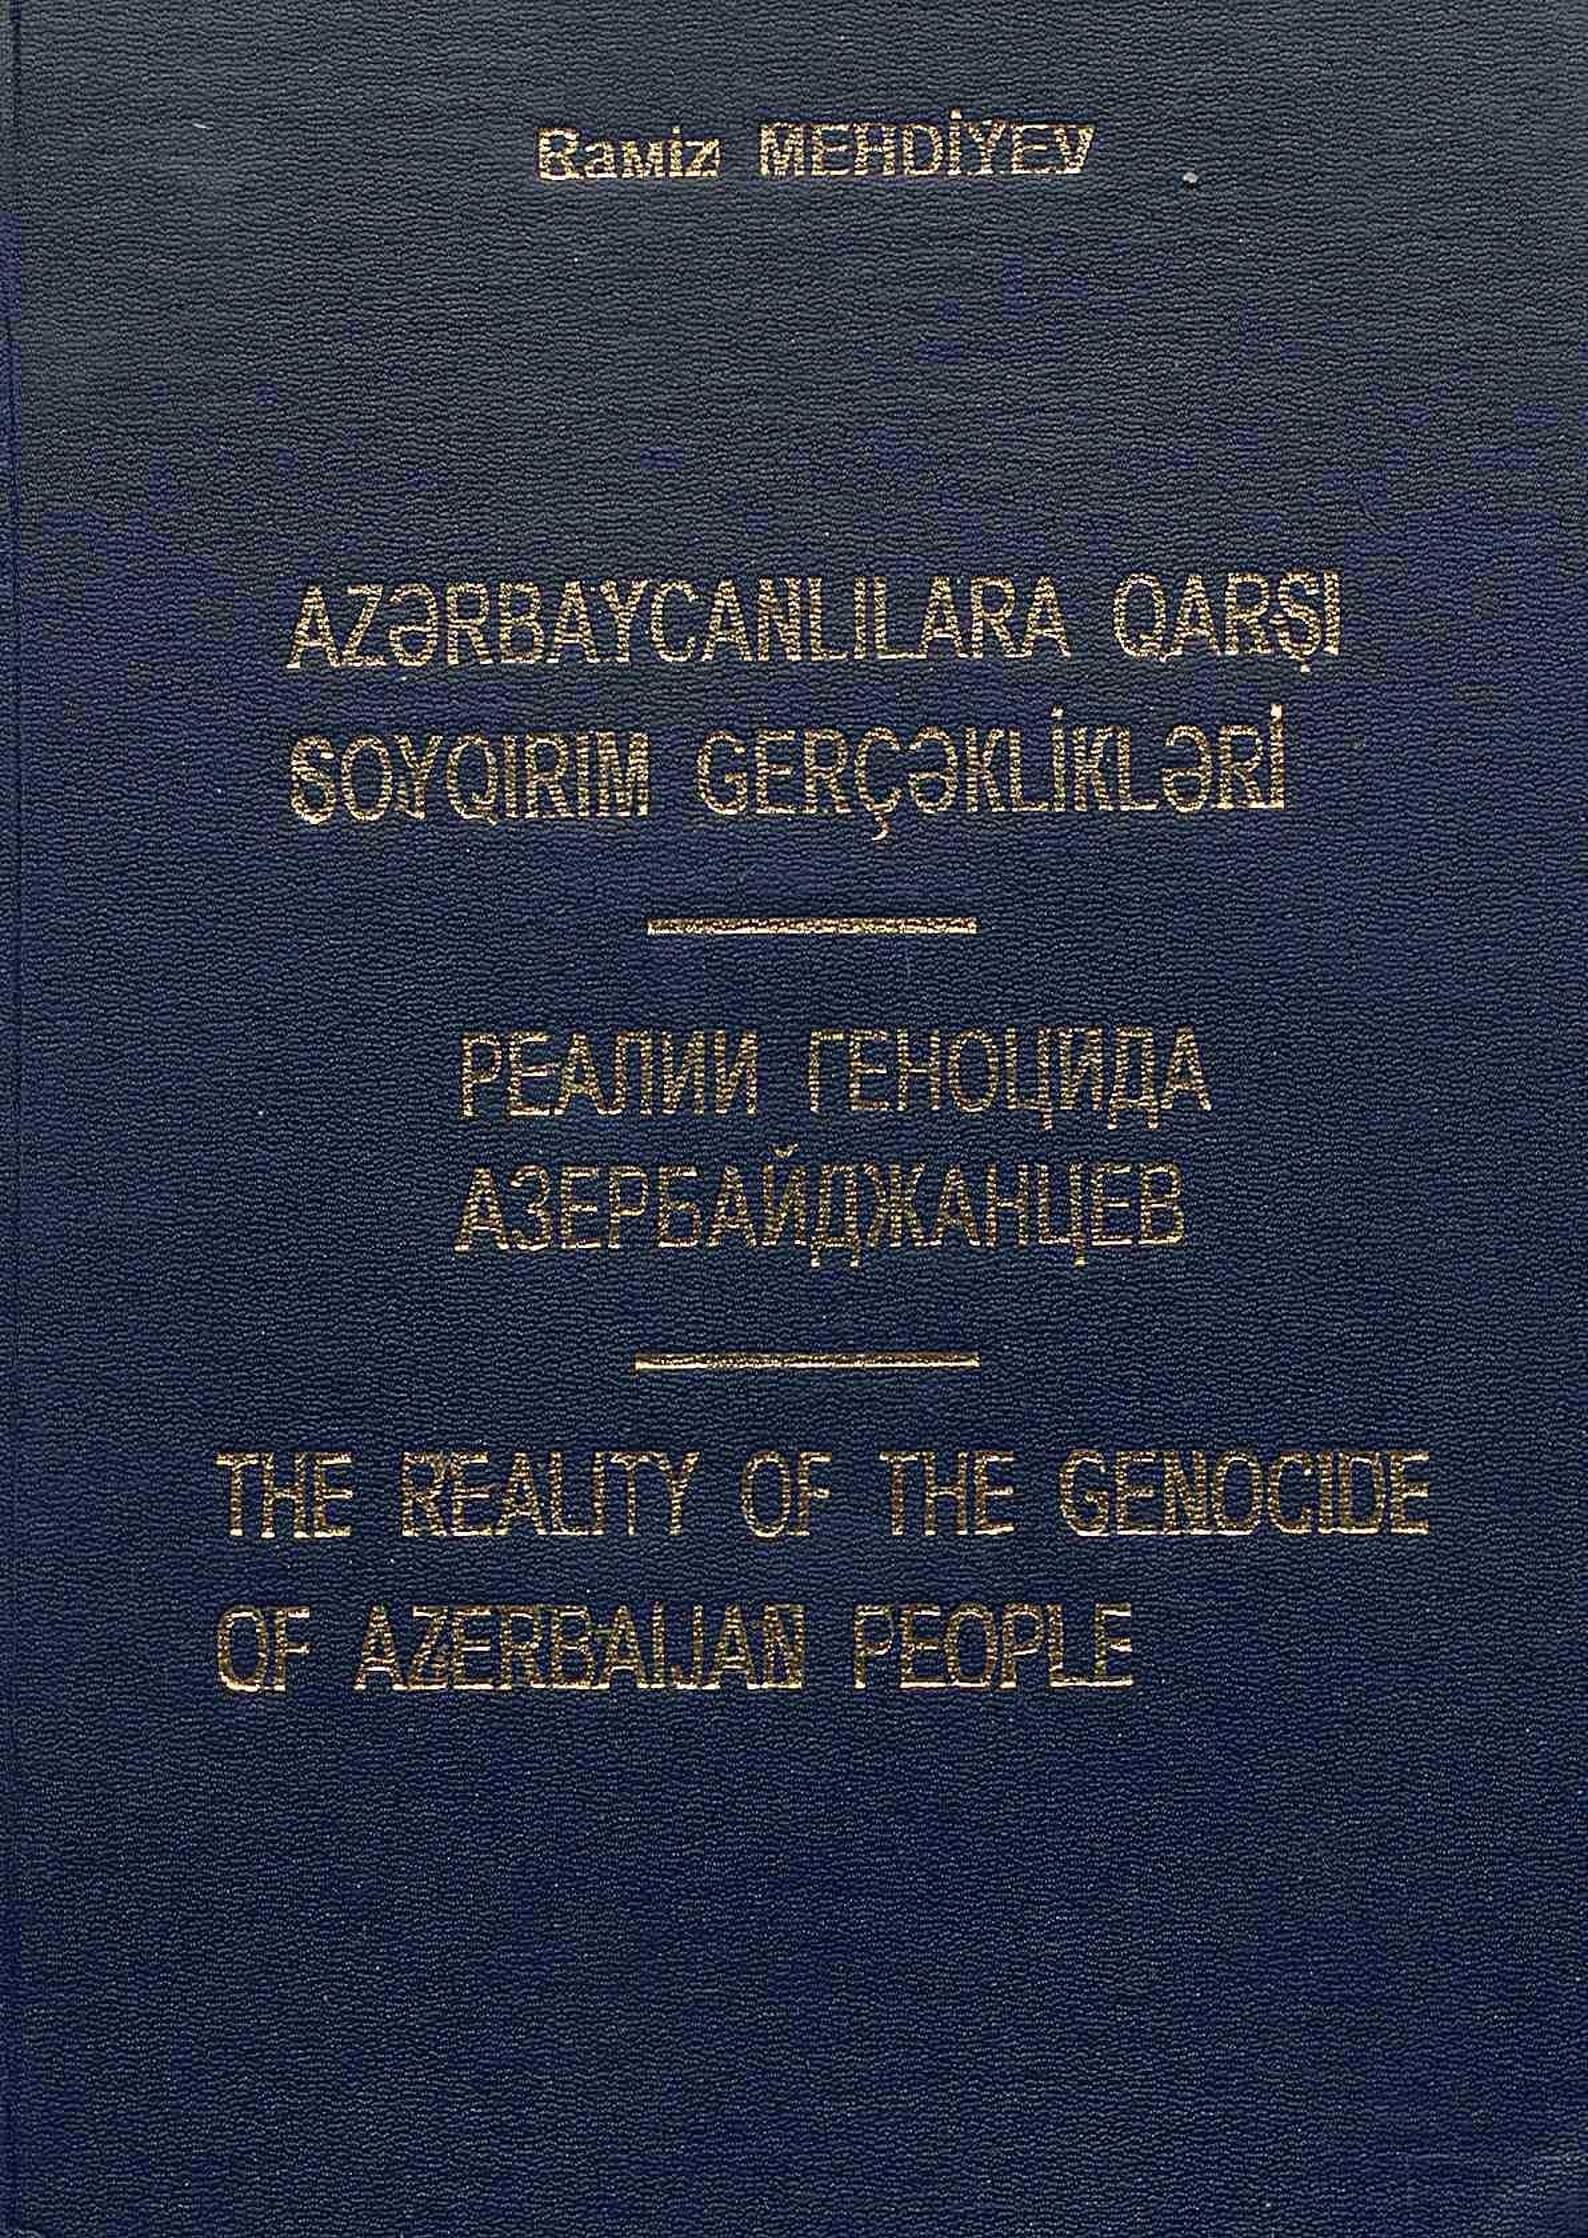 Ramiz MEHDİYEV
AZƏRBAYCANLILARA QARŞI
SOYQIRIM GERÇƏKLİKLƏRİ
РЕАЛИИ ГЕНОЦИДА
АЗЕРБАЙДЖАНЦЕВ
THE REALITY OF THE GENOCIDE
OF AZERBAIJAN PEOPLE